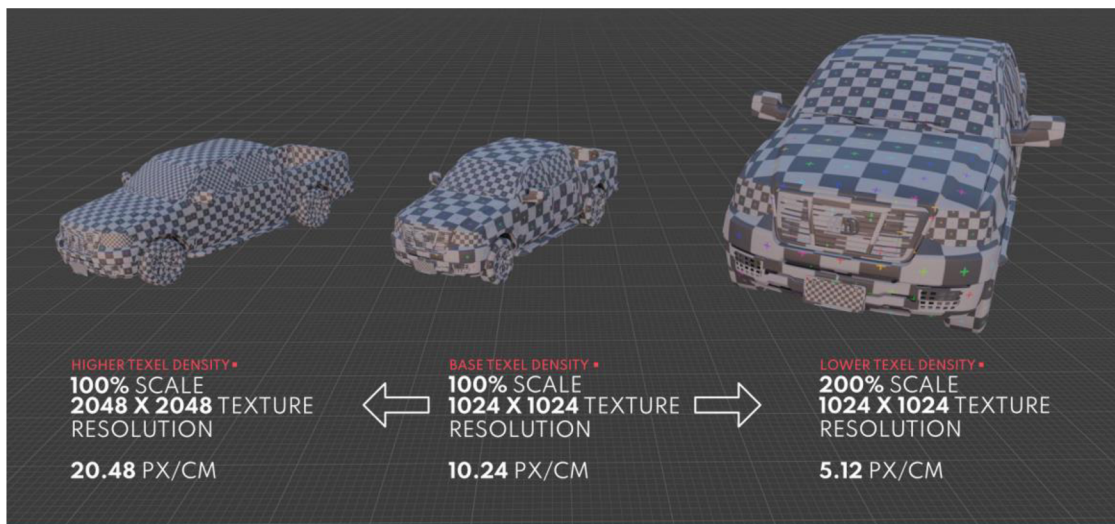 HIGHER TEXEL DENSITY
100% SCALE
2048 X 2048 TEXTURE
RESOLUTION
20.48 PX/CM
BASE TEXEL DENSITY
100% SCALE
1024 X 1024 TEXTURE
RESOLUTION
10.24 PX/CM
LOWER TEXEL DENSITY
200% SCALE
1024 X 1024 TEXTURE
RESOLUTION
5.12 PX/CM